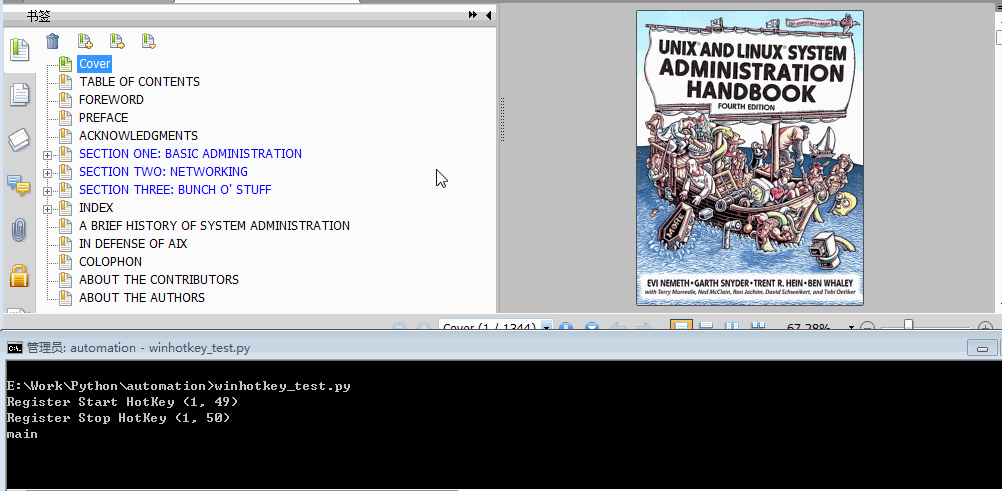 书签
Cover
TABLE OF CONTENTS
FOREWORD
PREFACE
ACKNOWLEDGMENTS
SECTION ONE: BASIC ADMINISTRATION
SECTION TWO: NETWORKING
SECTION THREE: BUNCH O' STUFF
INDEX
A BRIEF HISTORY OF SYSTEM ADMINISTRATION
IN DEFENSE OF AIX
COLOPHON
ABOUT THE CONTRIBUTORS
ABOUT THE AUTHORS
UNIX® AND LINUX® SYSTEM
ADMINISTRATION
HANDBOOK
FOURTH EDITION
EVI NEMETH • GARTH SNYDER • TRENT R. HEIN • BEN WHALEY
with Terry Morreale, Ned McClain, Ron Jachim, David Schweikert, and Tobi Oetiker
Cover (1 / 1344)
67.28%
管理员: automation - winhotkey_test.py
E:\Work\Python\automation>winhotkey_test.py
Register Start HotKey (1, 49)
Register Stop HotKey (1, 50)
main